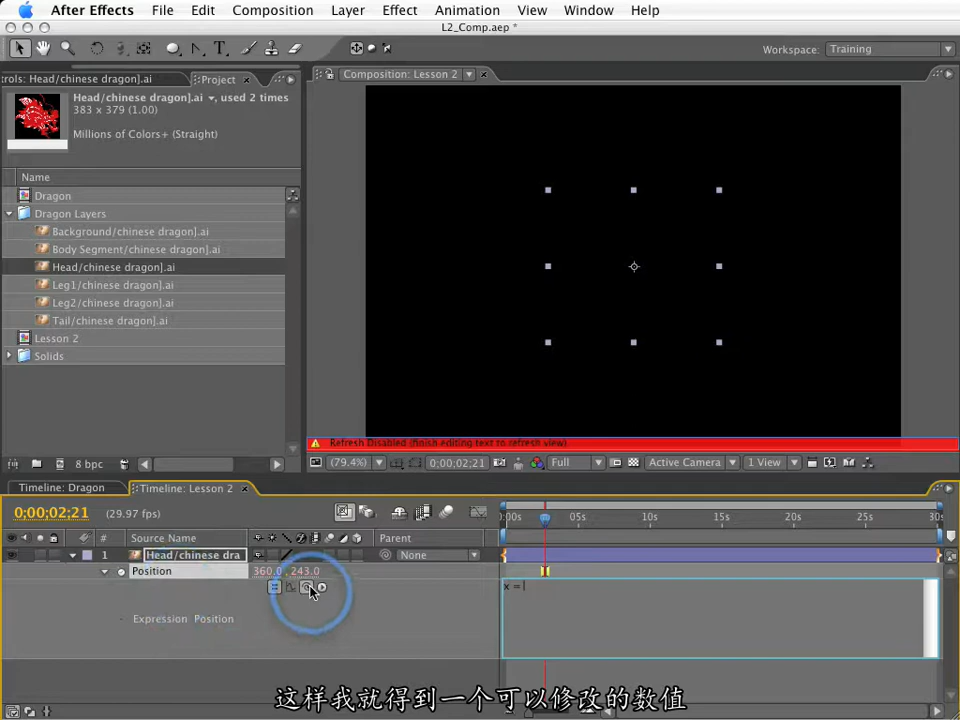 After Effects File Edit Composition Layer Effect Animation View Window Help
L2_Comp.aep *
Workspace: Training
rols: Head/chinese dragon].ai Project
Composition: Lesson 2
Head/chinese dragon].ai , used 2 times
383 x 379 (1.00)
Millions of Colors+ (Straight)
Name
Dragon
Dragon Layers
Background/chinese dragon].ai
Body Segment/chinese dragon].ai
Head/chinese dragon].ai
Leg1/chinese dragon].ai
Leg2/chinese dragon].ai
Tail/chinese dragon].ai
Lesson 2
Solids
Refresh Disabled (finish editing text to refresh view)
8 bpc
(79.4%) 0;00;02;21 Full Active Camera 1 View
Timeline: Dragon Timeline: Lesson 2
0;00;02;21 (29.97 fps)
:00s 05s 10s 15s 20s 25s 30s
# Source Name Parent
1 Head/chinese dra None
Position 360.0, 243.0
x =
Expression Position
这样我就得到一个可以修改的数值